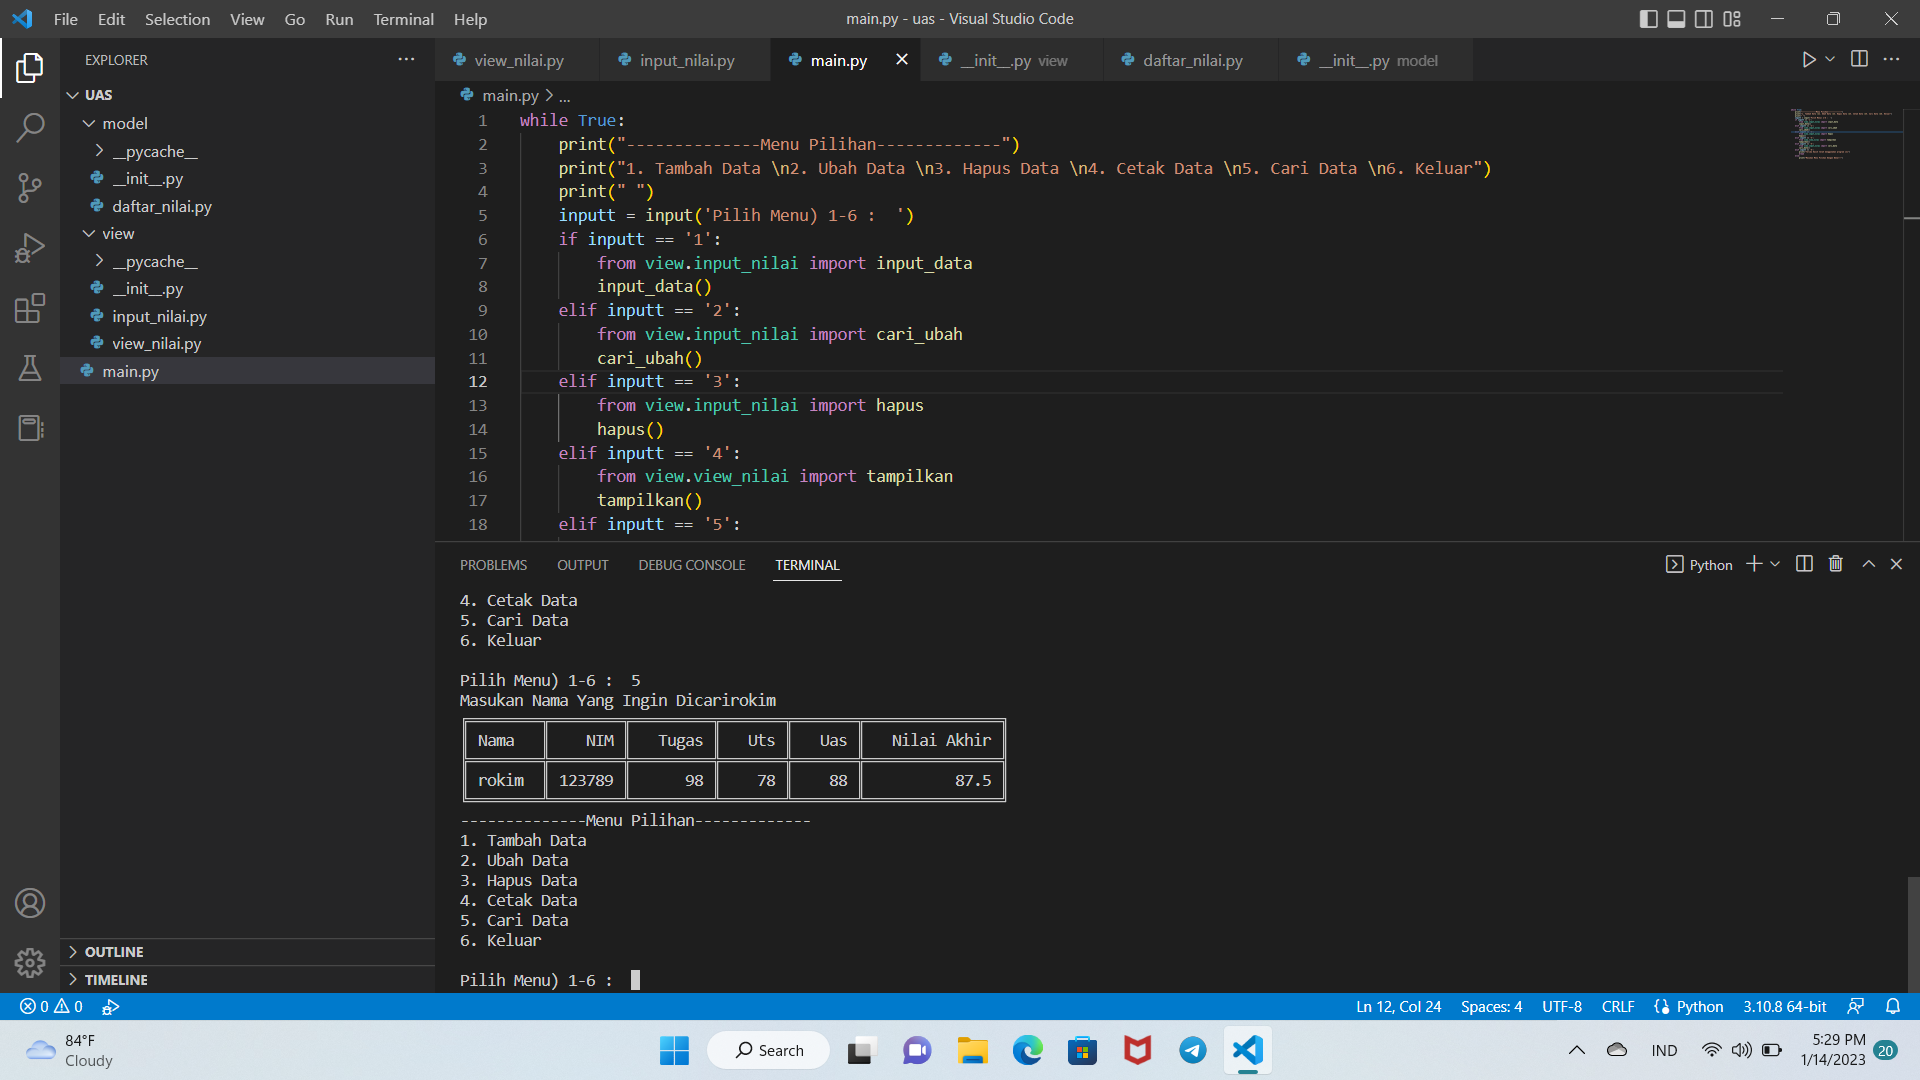 File Edit Selection View Go Run Terminal Help
main.py - uas - Visual Studio Code
EXPLORER
UAS
model
__pycache__
__init__.py
daftar_nilai.py
view
__pycache__
__init__.py
input_nilai.py
view_nilai.py
main.py
OUTLINE
TIMELINE
view_nilai.py input_nilai.py main.py __init__.py view daftar_nilai.py __init__.py model
main.py > ...
1 while True:
2 print("--------------Menu Pilihan-------------")
3 print("1. Tambah Data \n2. Ubah Data \n3. Hapus Data \n4. Cetak Data \n5. Cari Data \n6. Keluar")
4 print(" ")
5 inputt = input('Pilih Menu) 1-6 :  ')
6 if inputt == '1':
7 from view.input_nilai import input_data
8 input_data()
9 elif inputt == '2':
10 from view.input_nilai import cari_ubah
11 cari_ubah()
12 elif inputt == '3':
13 from view.input_nilai import hapus
14 hapus()
15 elif inputt == '4':
16 from view.view_nilai import tampilkan
17 tampilkan()
18 elif inputt == '5':
PROBLEMS OUTPUT DEBUG CONSOLE TERMINAL
Python
4. Cetak Data
5. Cari Data
6. Keluar
Pilih Menu) 1-6 :  5
Masukan Nama Yang Ingin Dicarirokim
Nama NIM Tugas Uts Uas Nilai Akhir
rokim 123789 98 78 88 87.5
--------------Menu Pilihan-------------
1. Tambah Data
2. Ubah Data
3. Hapus Data
4. Cetak Data
5. Cari Data
6. Keluar
Pilih Menu) 1-6 :
0 0
Ln 12, Col 24 Spaces: 4 UTF-8 CRLF Python 3.10.8 64-bit
84°F
Cloudy
Search
IND
5:29 PM
1/14/2023
20